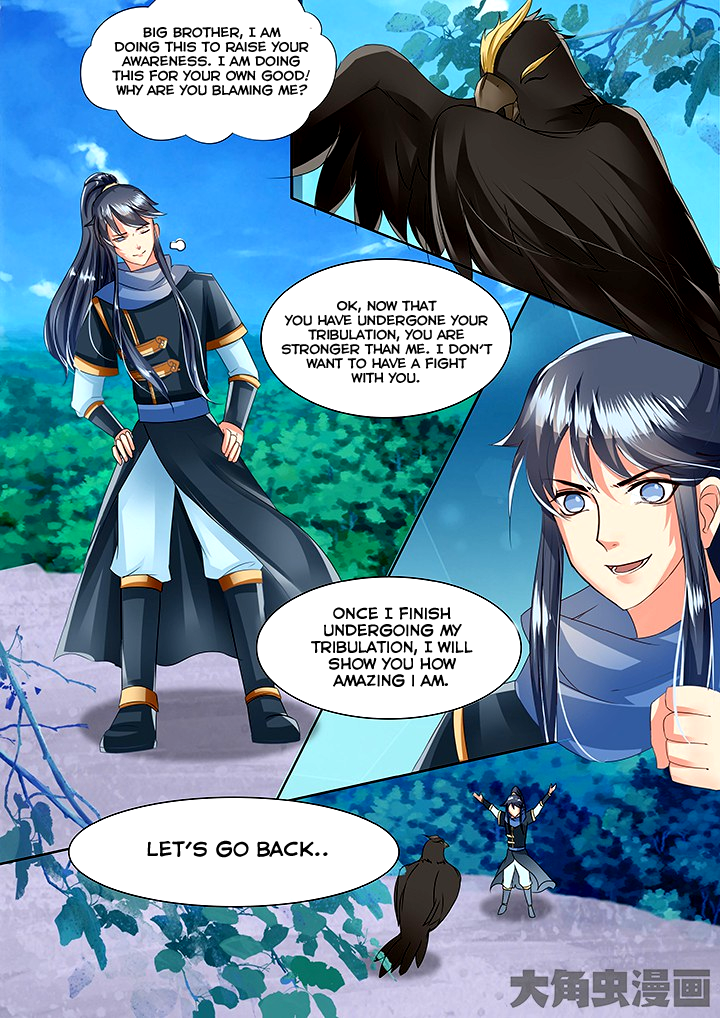 BIG BROTHER, I AM
DOING THIS TO RAISE YOUR
AWARENESS. I AM DOING
THIS FOR YOUR OWN GOOD!
WHY ARE YOU BLAMING ME?
OK, NOW THAT
YOU HAVE UNDERGONE YOUR
TRIBULATION, YOU ARE
STRONGER THAN ME. I DON'T
WANT TO HAVE A FIGHT
WITH YOU.
ONCE I FINISH
UNDERGOING MY
TRIBULATION, I WILL
SHOW YOU HOW
AMAZING I AM.
LET'S GO BACK..
大角虫漫画